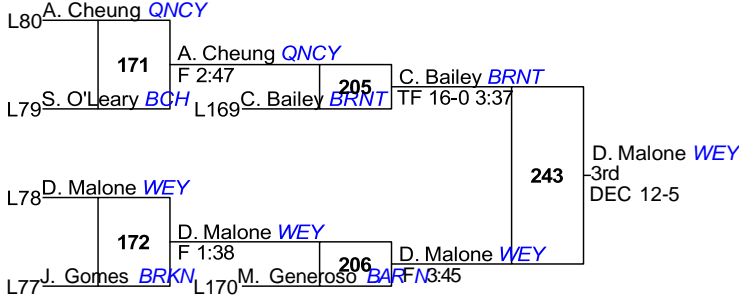 L80 A. Cheung QNCY
171
A. Cheung QNCY
F 2:47
L79 S. O'Leary BCH
L169 C. Bailey BRNT
205
C. Bailey BRNT
TF 16-0 3:37
243
D. Malone WEY
3rd
DEC 12-5
L78 D. Malone WEY
172
D. Malone WEY
F 1:38
L77 J. Gomes BRKN
L170 M. Generoso BARN
206
D. Malone WEY
F 3:45